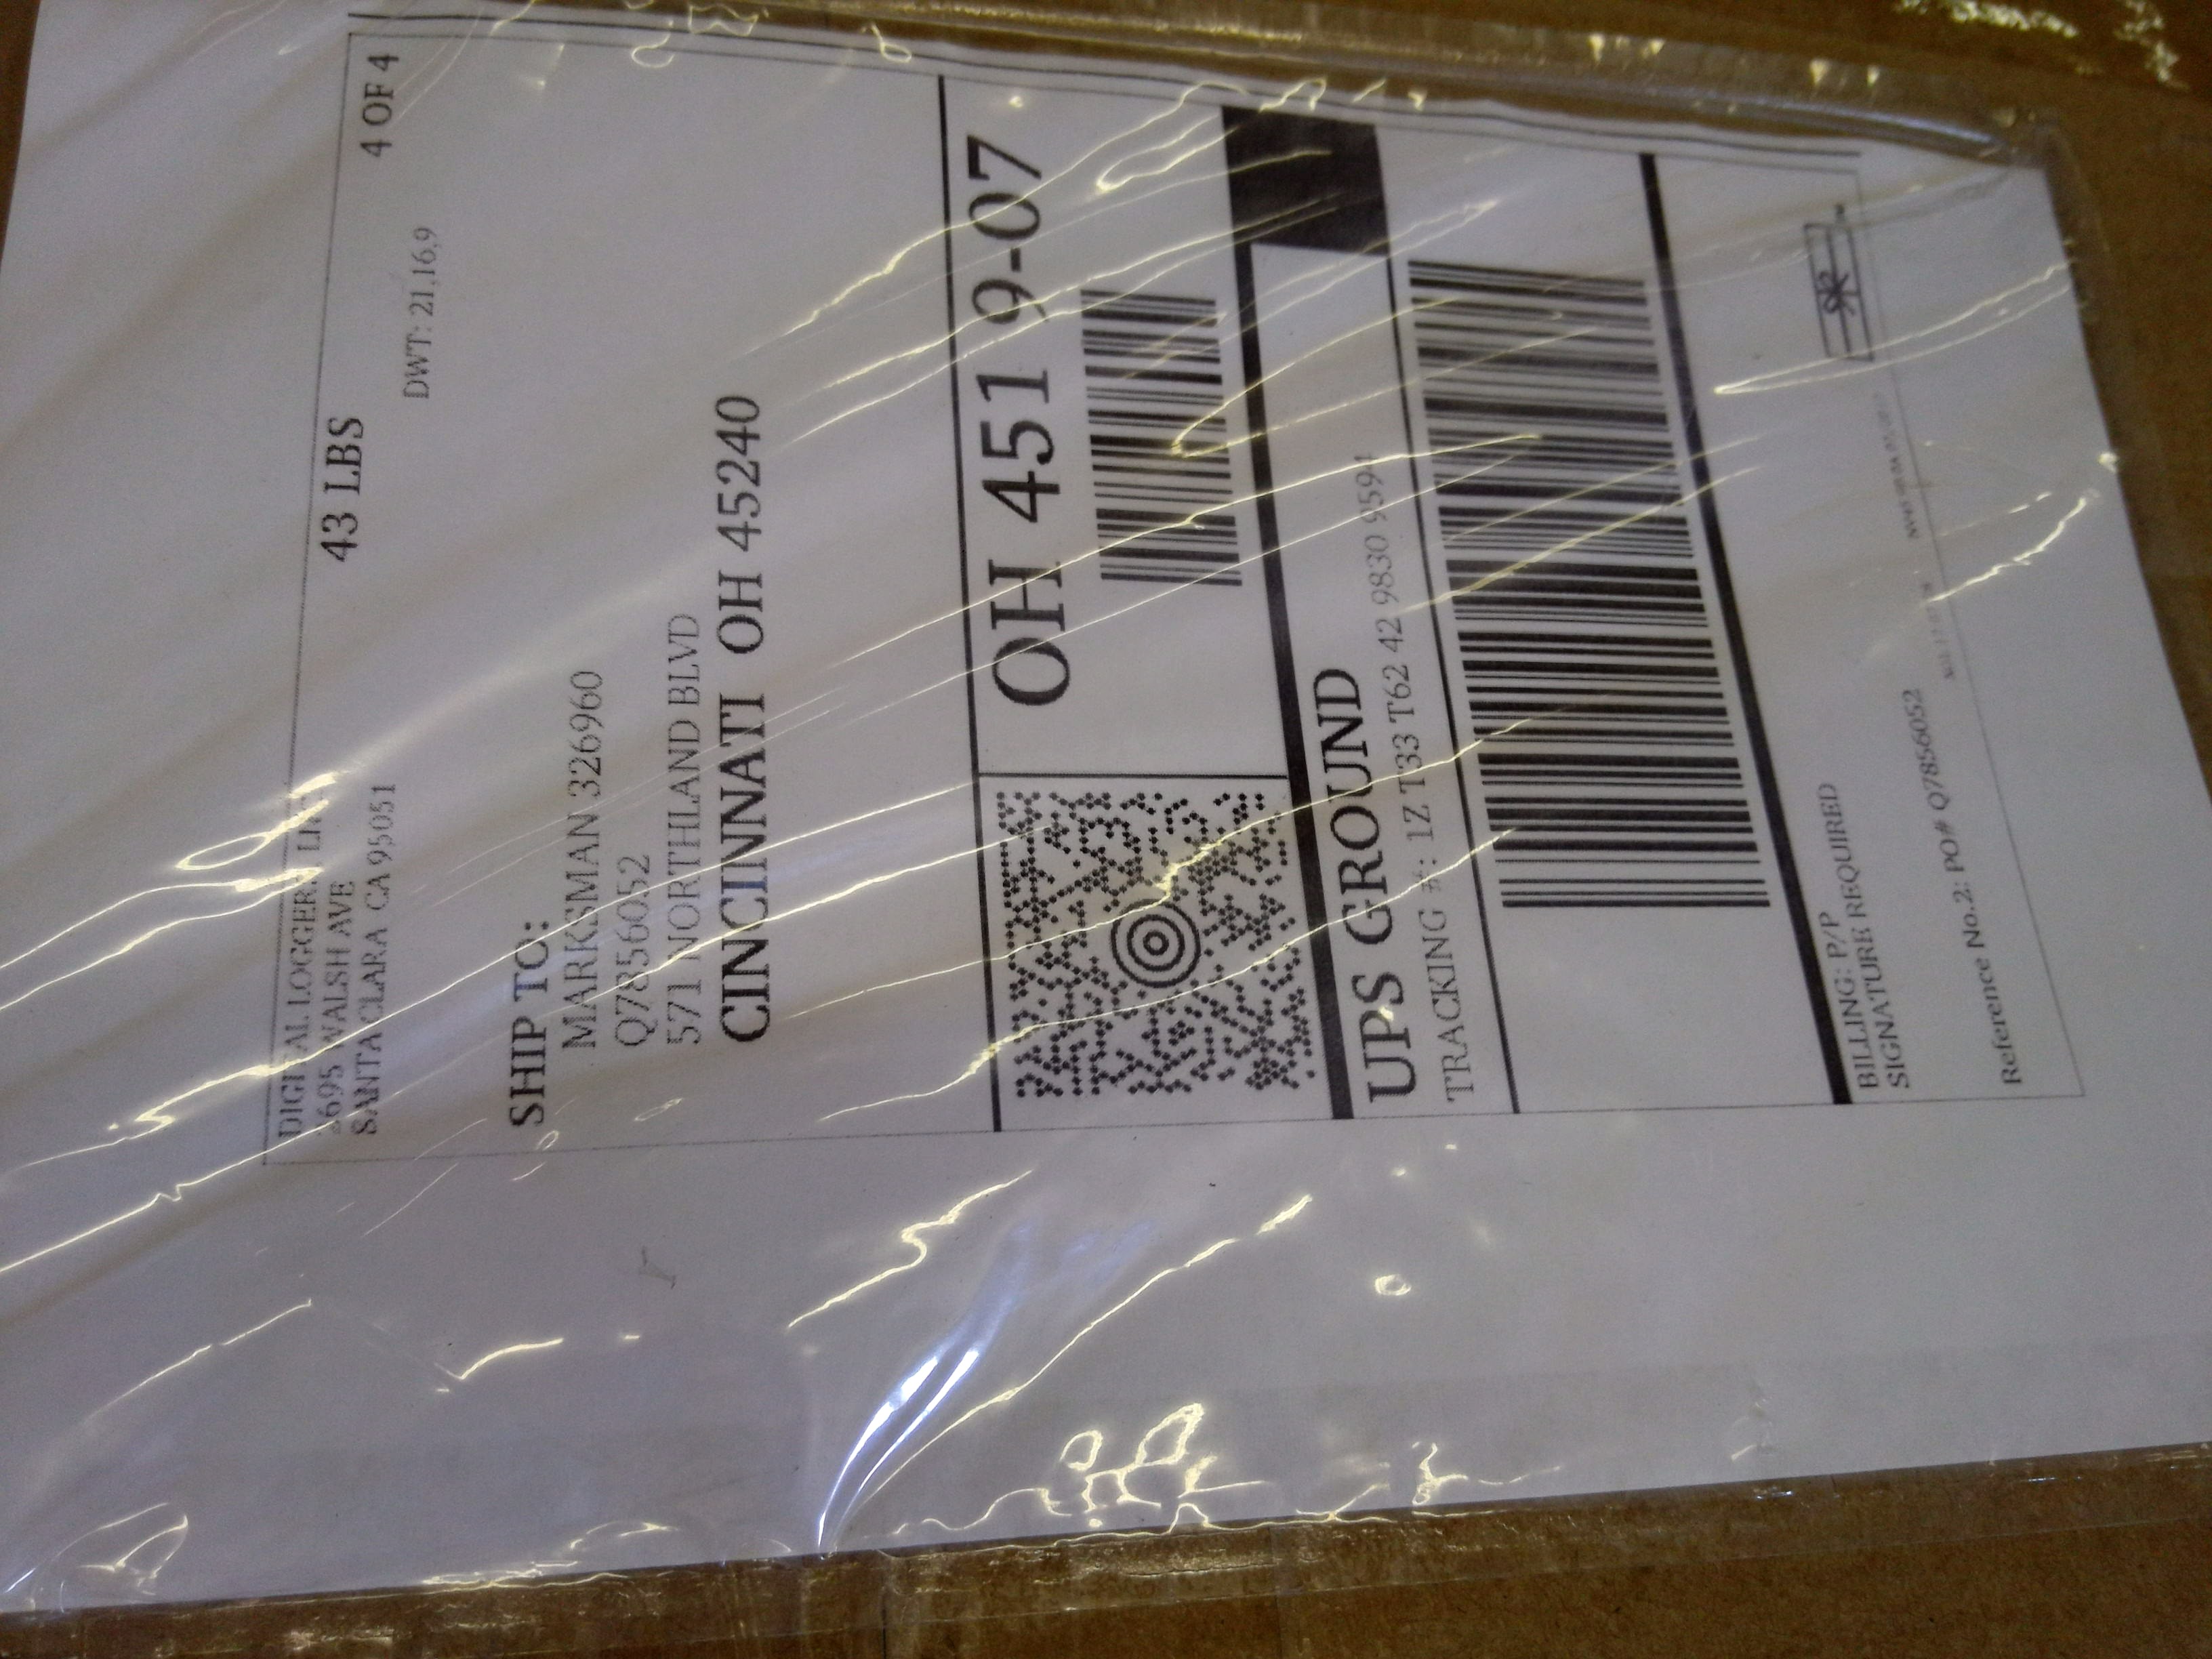 DIGITAL LOGGERS
2695 WALSH AVE
SANTA CLARA CA 95051
43 LBS
4 OF 4
DWT: 21,16,9
SHIP TO:
MARKSMAN 326960
Q7856052
571 NORTHLAND BLVD
CINCINNATI OH 45240
OH 451 9-07
UPS GROUND
TRACKING #: 1Z T33 T62 42 9830 9594
BILLING: P/P
SIGNATURE REQUIRED
Reference No.2: PO# Q7856052